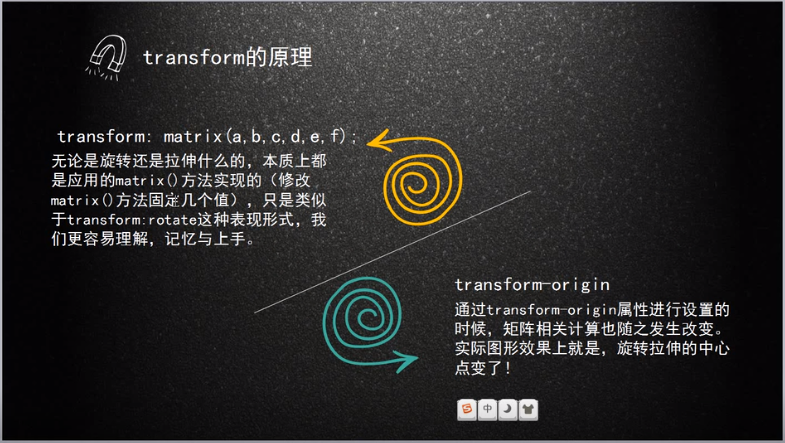 transform的原理
transform: matrix(a,b,c,d,e,f);
无论是旋转还是拉伸什么的，本质上都
是应用的matrix()方法实现的（修改
matrix()方法固定几个值），只是类似
于transform:rotate这种表现形式，我
们更容易理解，记忆与上手。
transform-origin
通过transform-origin属性进行设置的
时候，矩阵相关计算也随之发生改变。
实际图形效果上就是，旋转拉伸的中心
点变了！
S 中